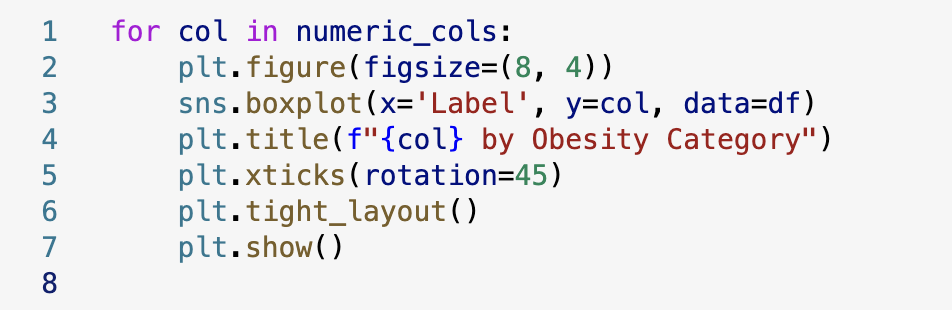 1 for col in numeric_cols:
2     plt.figure(figsize=(8, 4))
3     sns.boxplot(x='Label', y=col, data=df)
4     plt.title(f"{col} by Obesity Category")
5     plt.xticks(rotation=45)
6     plt.tight_layout()
7     plt.show()
8